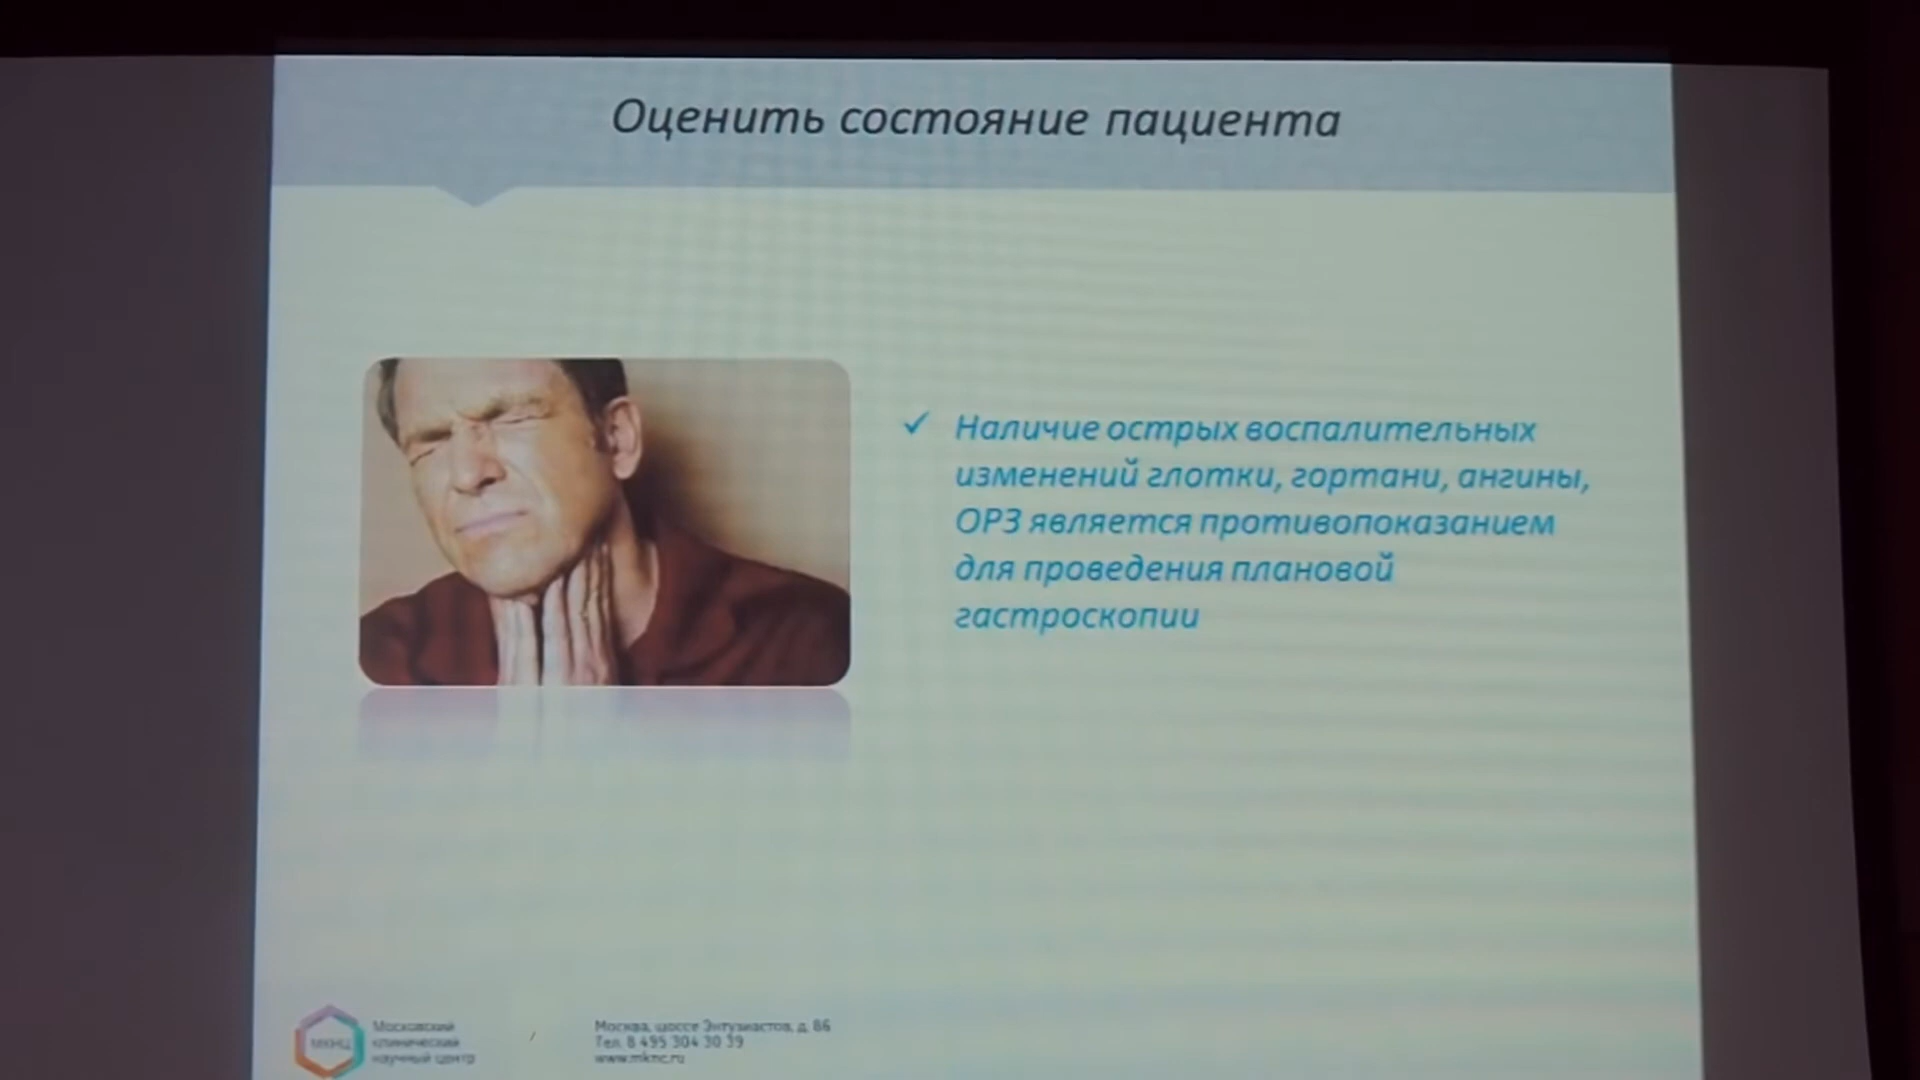 Оценить состояние пациента
✓ Наличие острых воспалительных
изменений глотки, гортани, ангины,
ОРЗ является противопоказанием
для проведения плановой
гастроскопии
МКНЦ
Московский
клинический
научный центр
/
Москва, шоссе Энтузиастов, д. 86
Тел. 8 495 304 30 39
www.mknc.ru